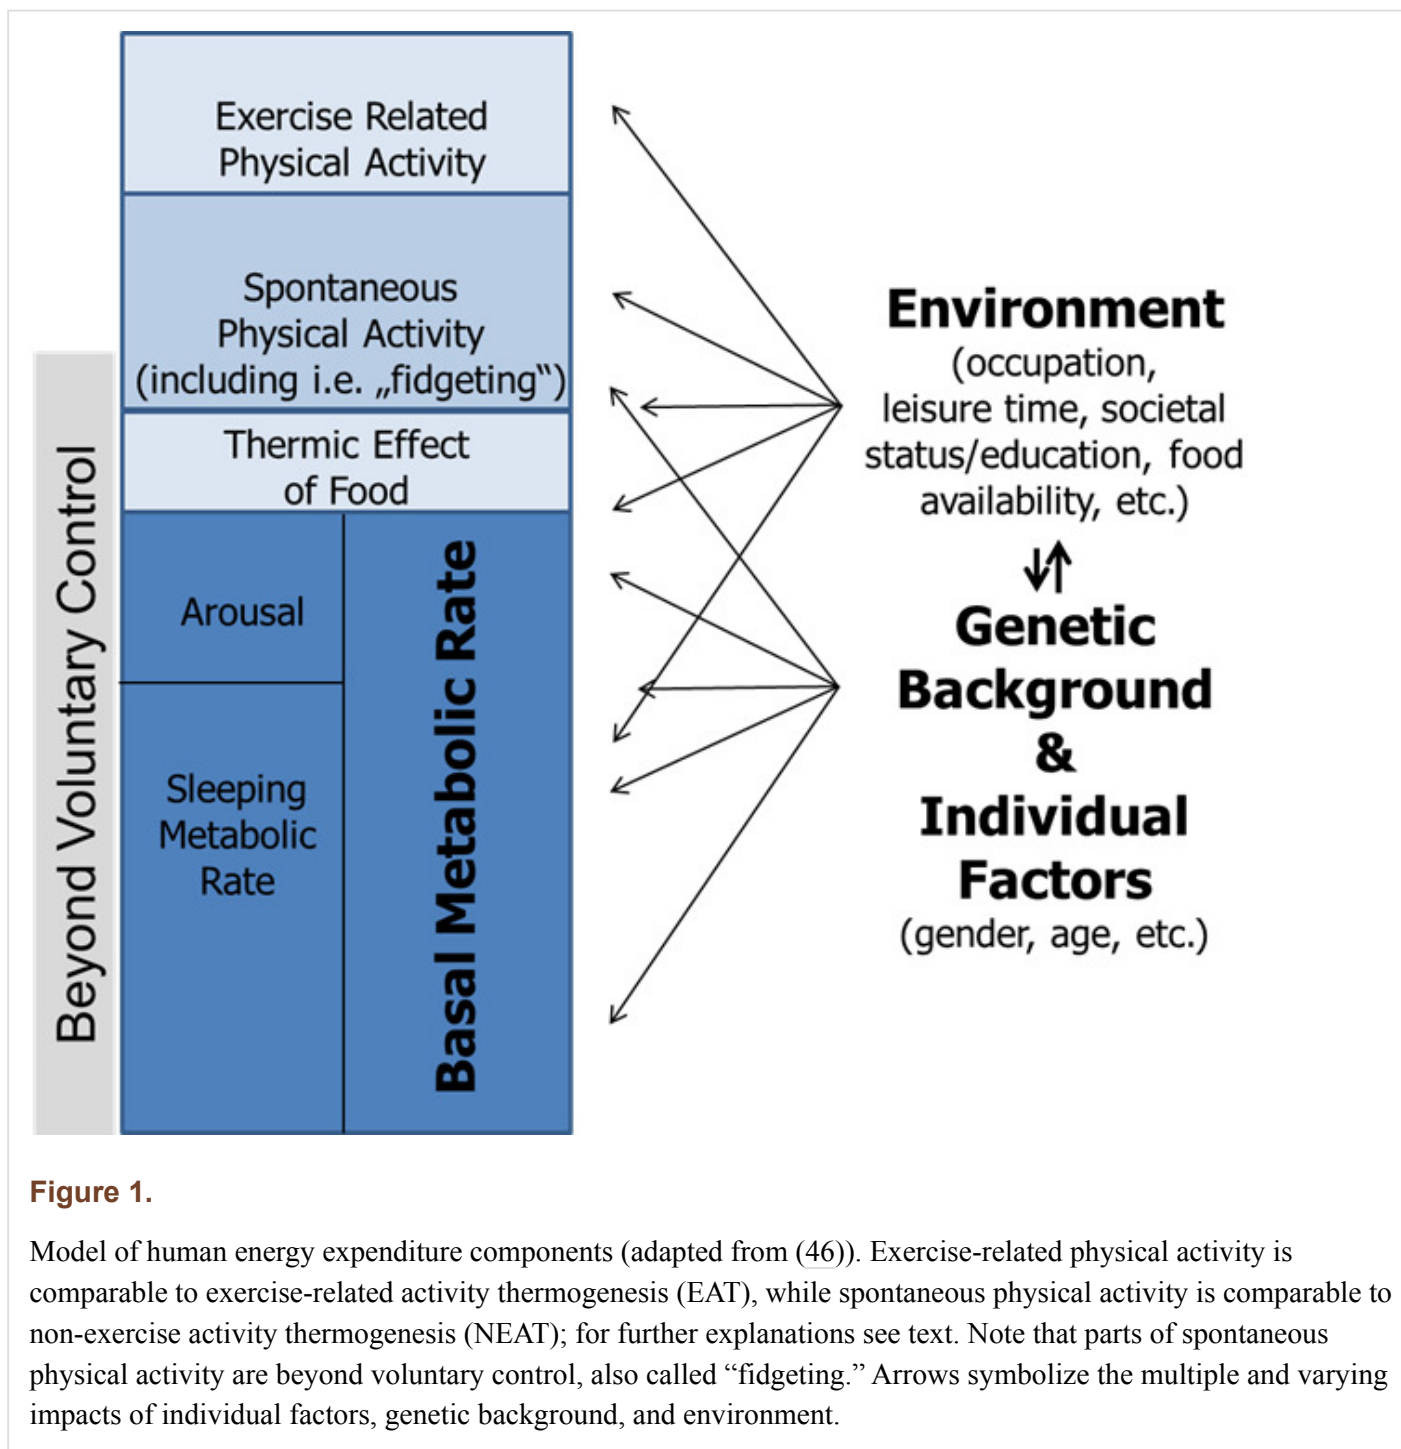 Exercise Related
Physical Activity
Spontaneous
Physical Activity
(including i.e. „fidgeting“)
Thermic Effect
of Food
Arousal
Sleeping
Metabolic
Rate
Basal Metabolic Rate
Beyond Voluntary Control
Environment
(occupation,
leisure time, societal
status/education, food
availability, etc.)
Genetic
Background
&
Individual
Factors
(gender, age, etc.)
Figure 1.
Model of human energy expenditure components (adapted from (46)). Exercise-related physical activity is
comparable to exercise-related activity thermogenesis (EAT), while spontaneous physical activity is comparable to
non-exercise activity thermogenesis (NEAT); for further explanations see text. Note that parts of spontaneous
physical activity are beyond voluntary control, also called “fidgeting.” Arrows symbolize the multiple and varying
impacts of individual factors, genetic background, and environment.